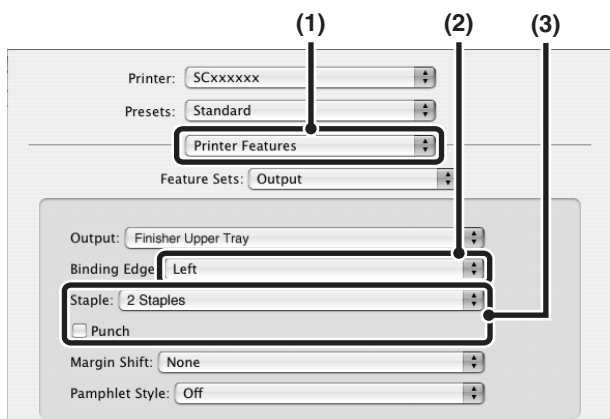 (1) (2) (3)
Printer: SCxxxxxx
Presets: Standard
Printer Features
Feature Sets: Output
Output: Finisher Upper Tray
Binding Edge: Left
Staple: 2 Staples
Punch
Margin Shift: None
Pamphlet Style: Off